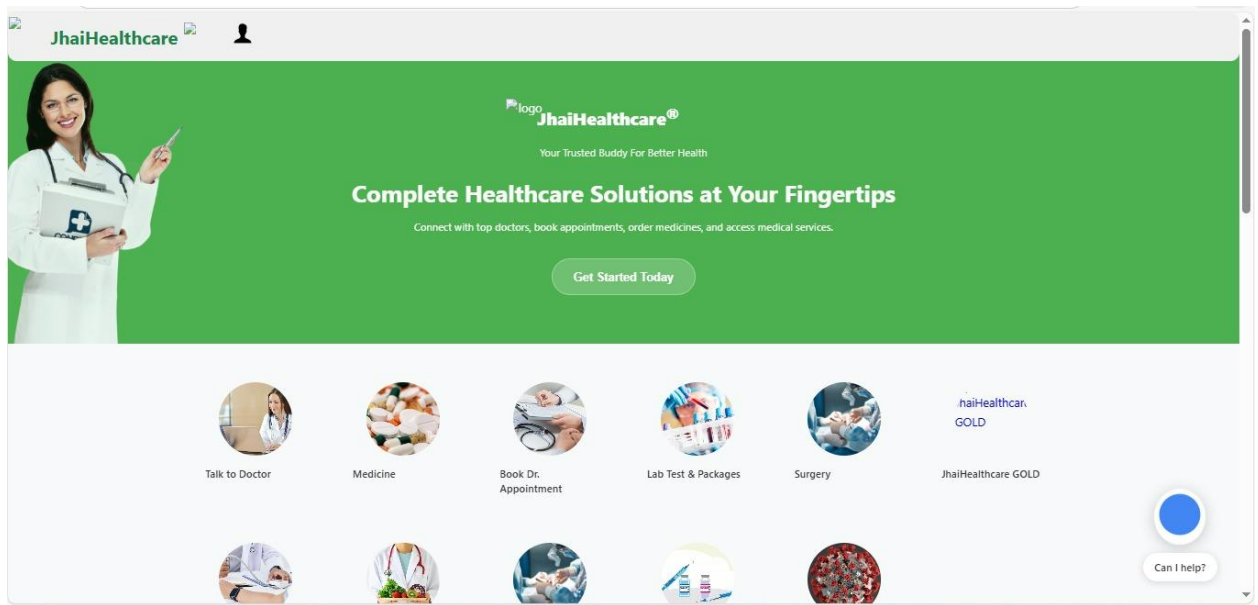 JhaiHealthcare
logo
JhaiHealthcare®
Your Trusted Buddy For Better Health
Complete Healthcare Solutions at Your Fingertips
Connect with top doctors, book appointments, order medicines, and access medical services.
Get Started Today
haiHealthcar
GOLD
Talk to Doctor
Medicine
Book Dr.
Appointment
Lab Test & Packages
Surgery
JhaiHealthcare GOLD
Can I help?